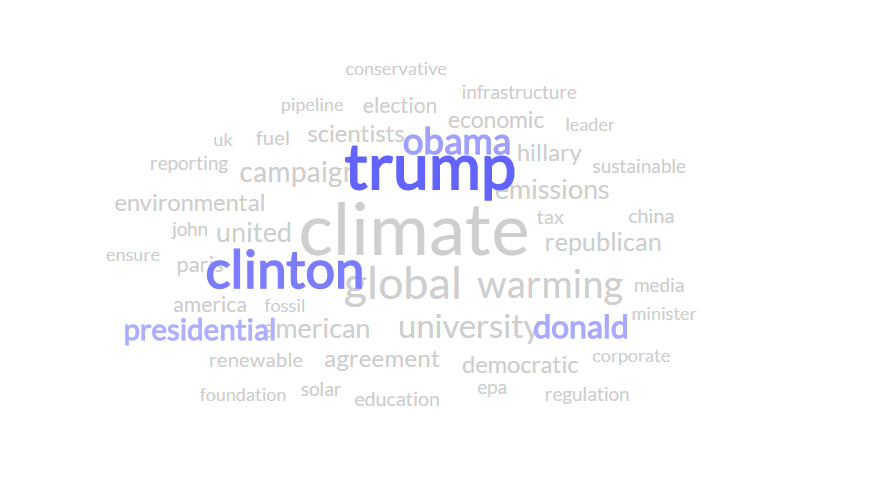 conservative
infrastructure
pipeline election
economic leader
uk fuel scientists obama
reporting campaign trump hillary sustainable
environmental emissions
john united climate tax china
ensure republican
paris clinton global warming media
america fossil minister
presidential american university donald
renewable agreement democratic corporate
foundation solar education epa regulation